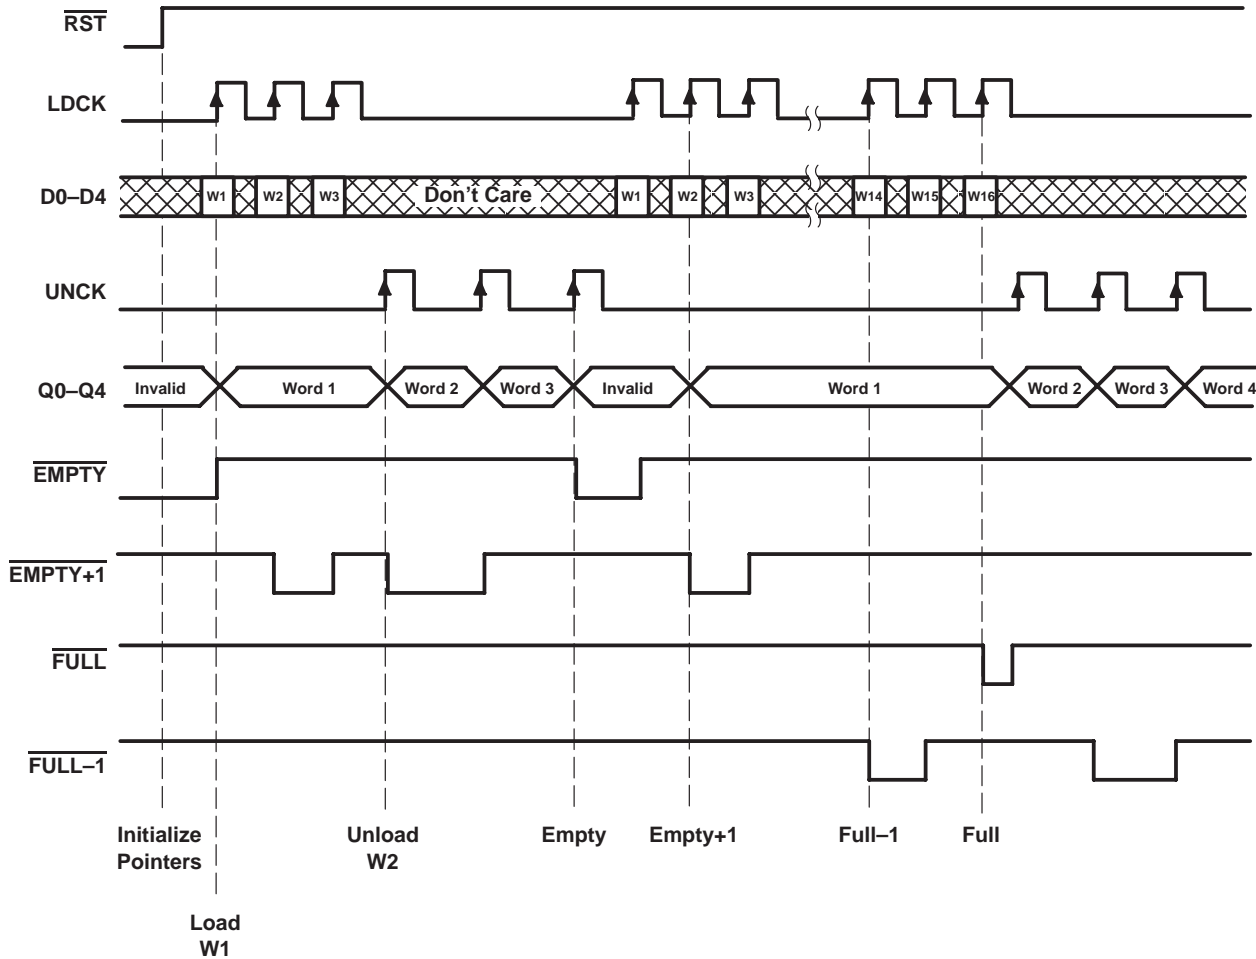 RST
LDCK
D0–D4
W1 W2 W3 Don't Care W1 W2 W3 W14 W15 W16
UNCK
Q0–Q4
Invalid Word 1 Word 2 Word 3 Invalid Word 1 Word 2 Word 3 Word 4
EMPTY
EMPTY+1
FULL
FULL–1
Initialize
Pointers
Load
W1
Unload
W2
Empty
Empty+1
Full–1
Full